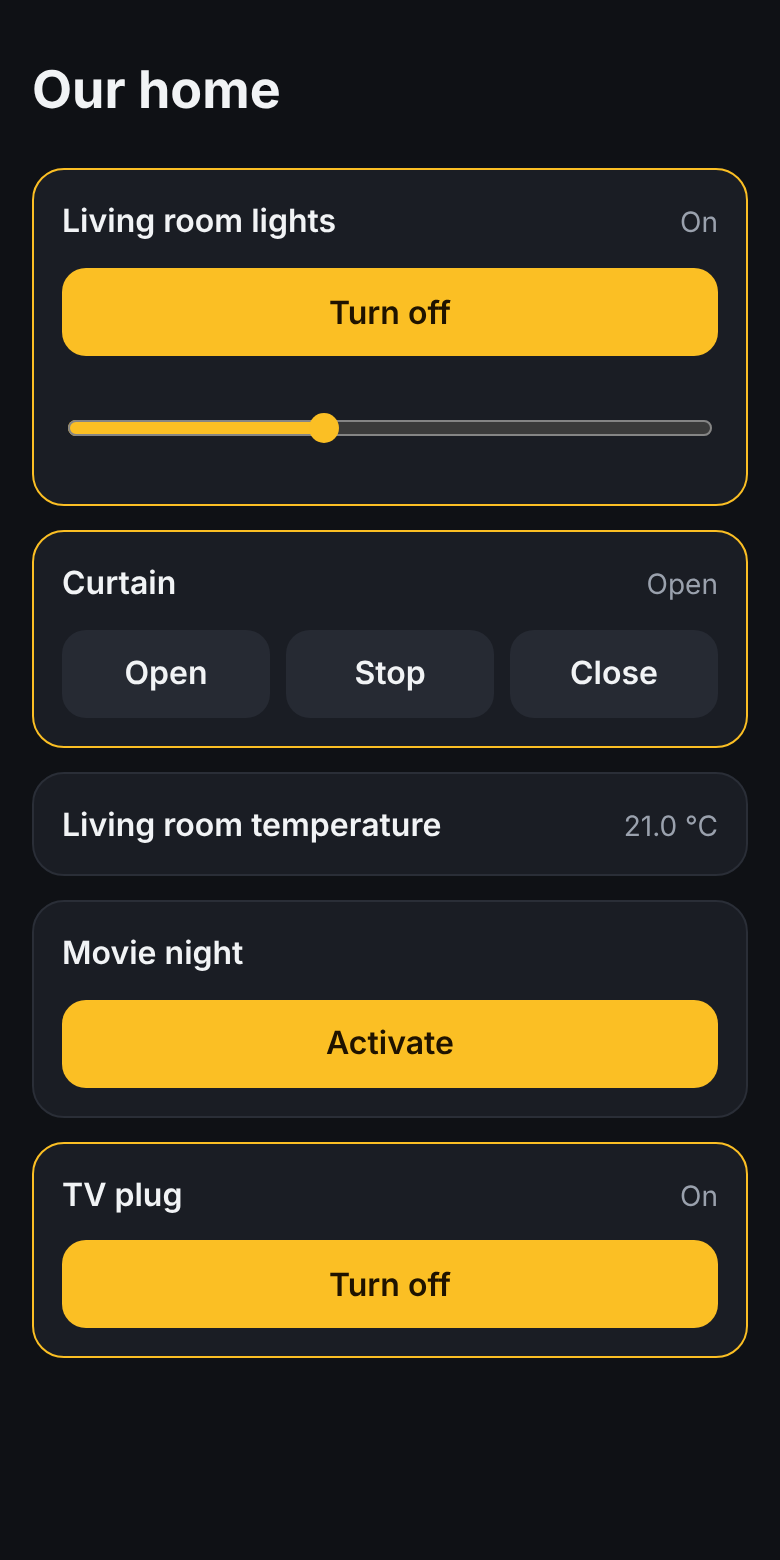 Our home
Living room lights On
Turn off
Curtain Open
Open Stop Close
Living room temperature 21.0 °C
Movie night
Activate
TV plug On
Turn off